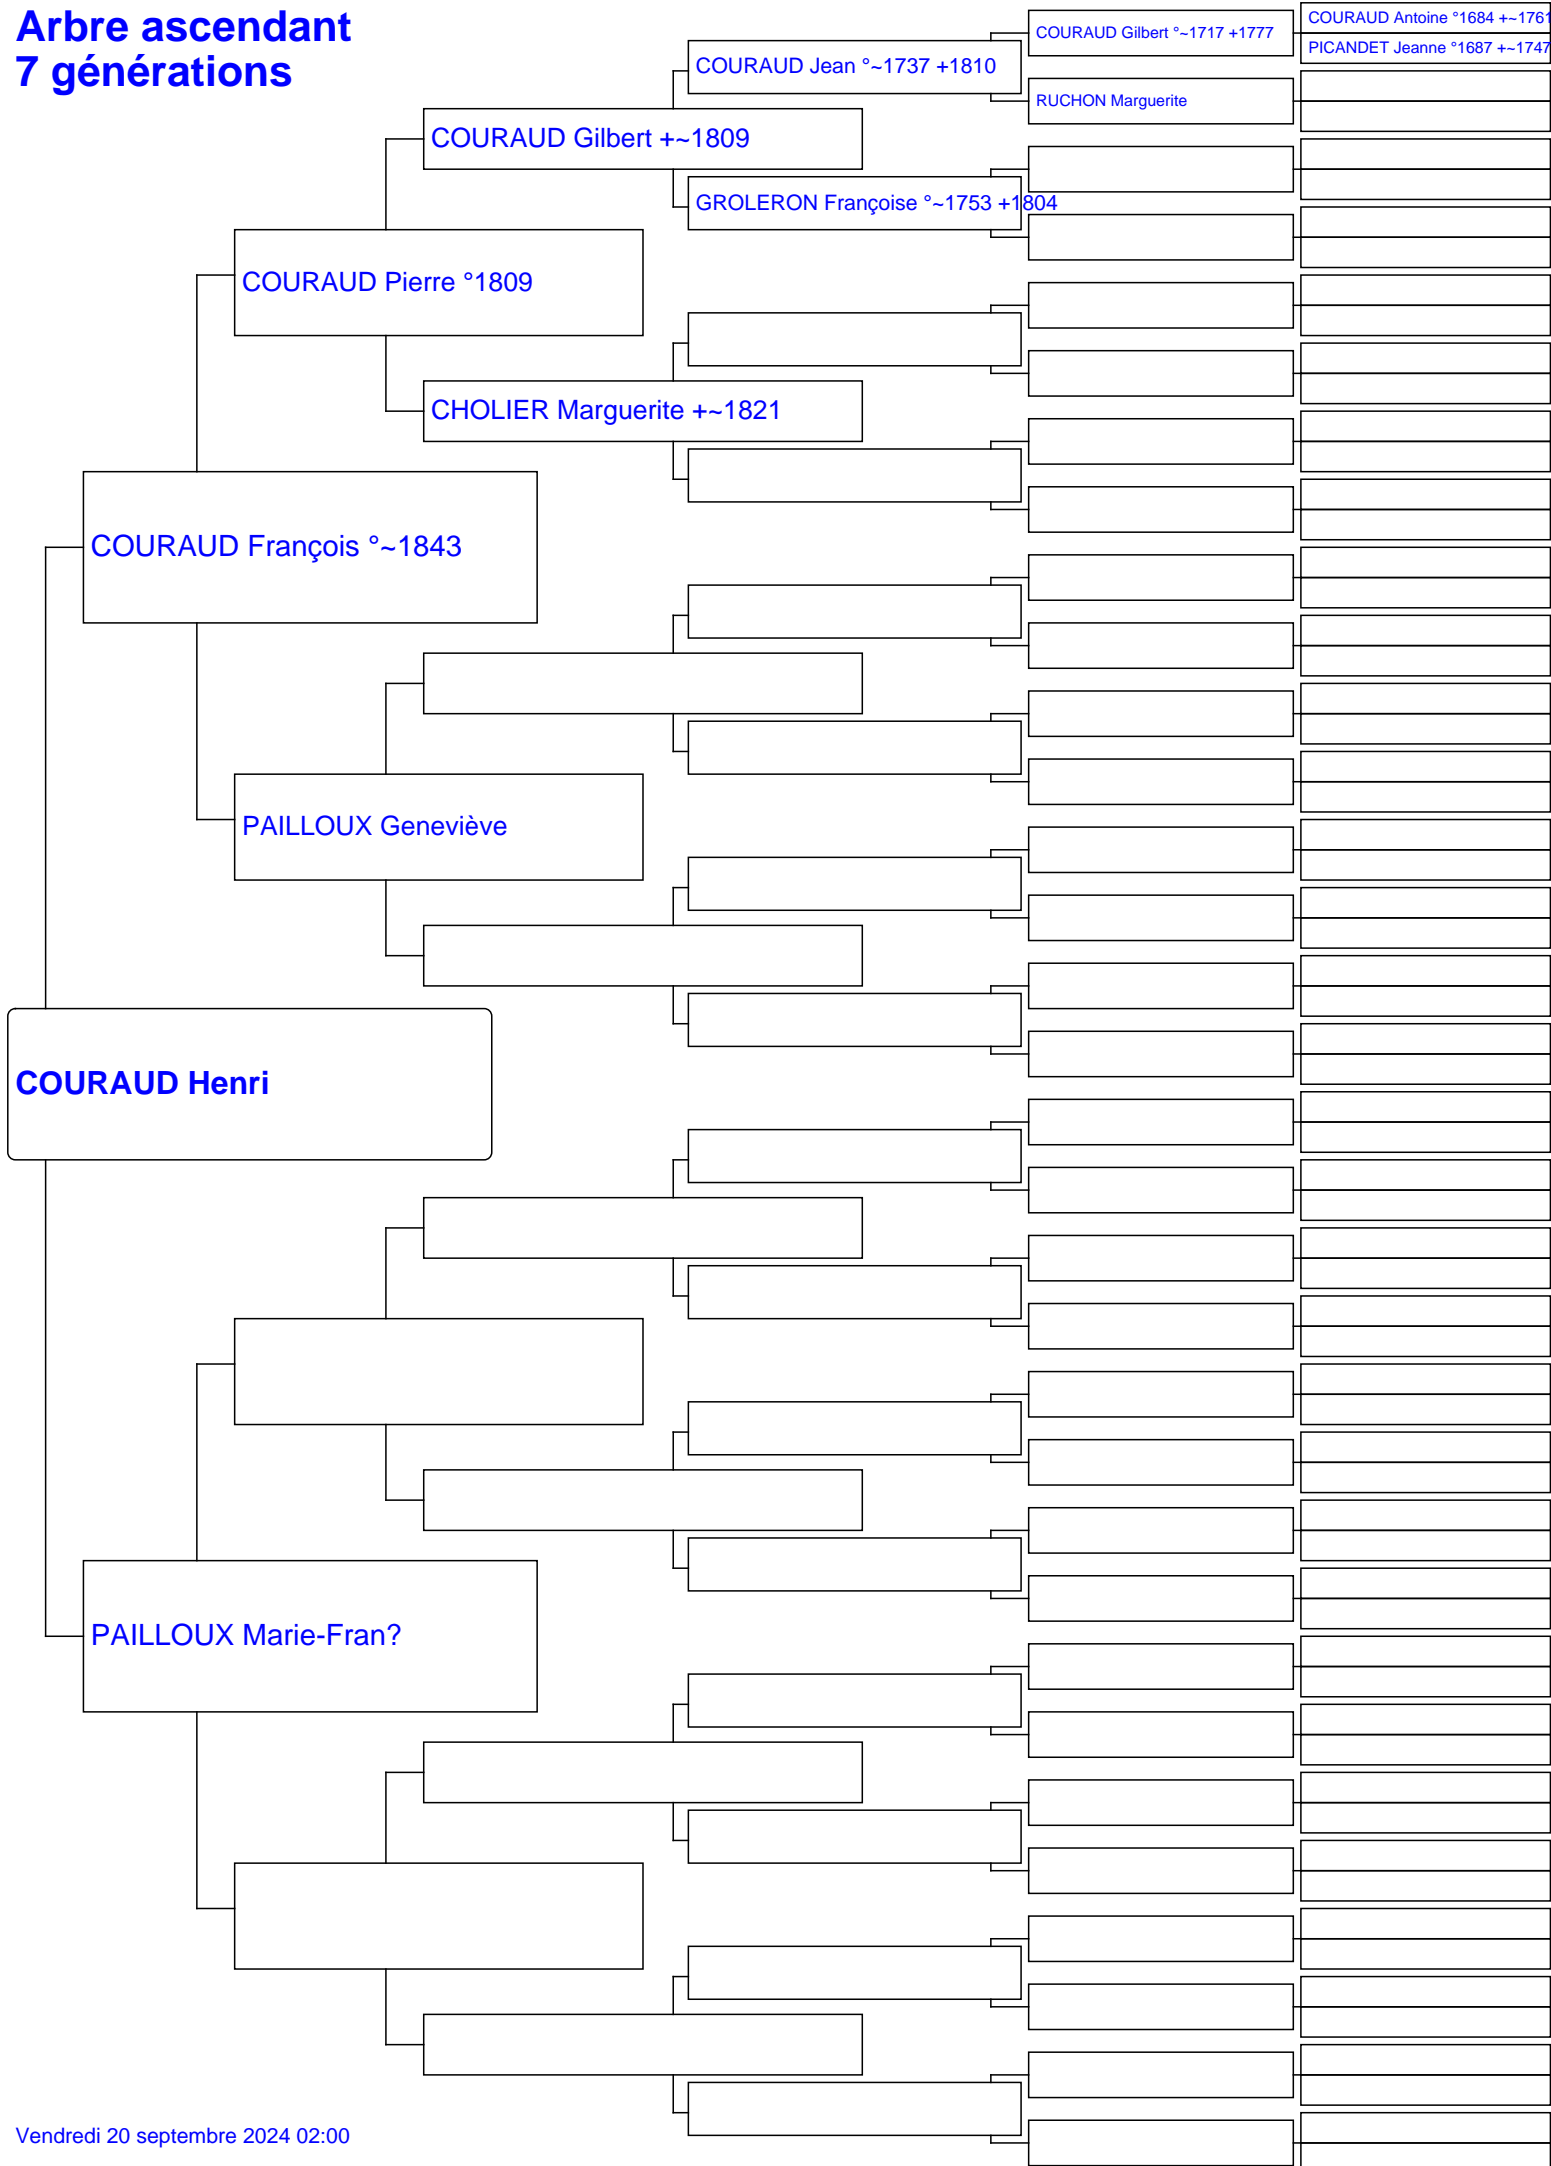 Arbre ascendant
7 générations
COURAUD Antoine °1684 +~1761
COURAUD Gilbert °~1717 +1777
PICANDET Jeanne °1687 +~1747
COURAUD Jean °~1737 +1810
RUCHON Marguerite
COURAUD Gilbert +~1809
GROLERON Françoise °~1753 +1804
COURAUD Pierre °1809
CHOLIER Marguerite +~1821
COURAUD François °~1843
PAILLOUX Geneviève
COURAUD Henri
PAILLOUX Marie-Fran?
Vendredi 20 septembre 2024 02:00